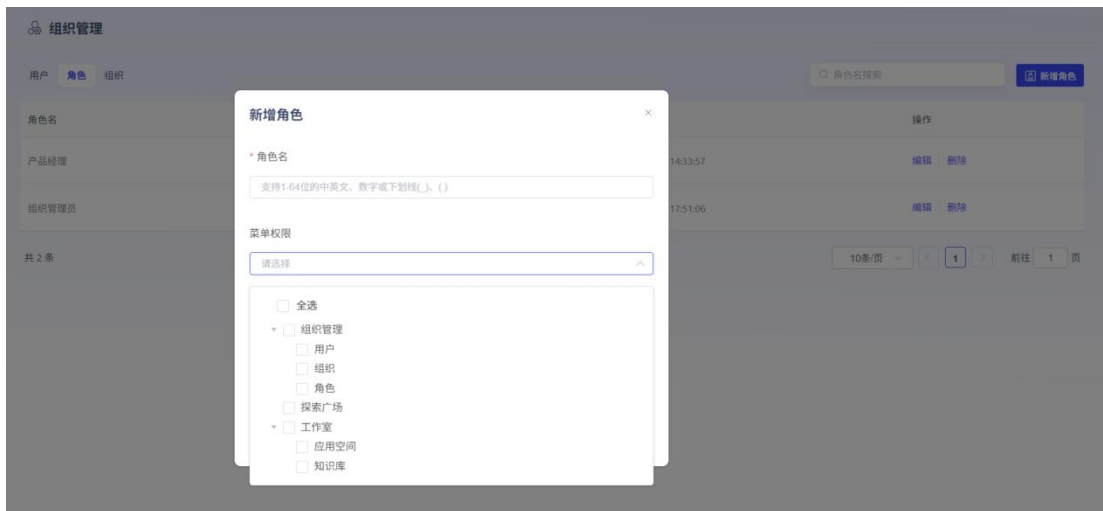 组织管理
用户 角色 组织
角色名搜索
新增角色
角色名
操作
产品经理
14:33:57
编辑 删除
组织管理员
17:51:06
编辑 删除
共 2 条
10条/页
1
前往 1 页
新增角色
* 角色名
支持1-64位的中英文、数字或下划线(_)、(.)
菜单权限
请选择
全选
组织管理
用户
组织
角色
探索广场
工作室
应用空间
知识库